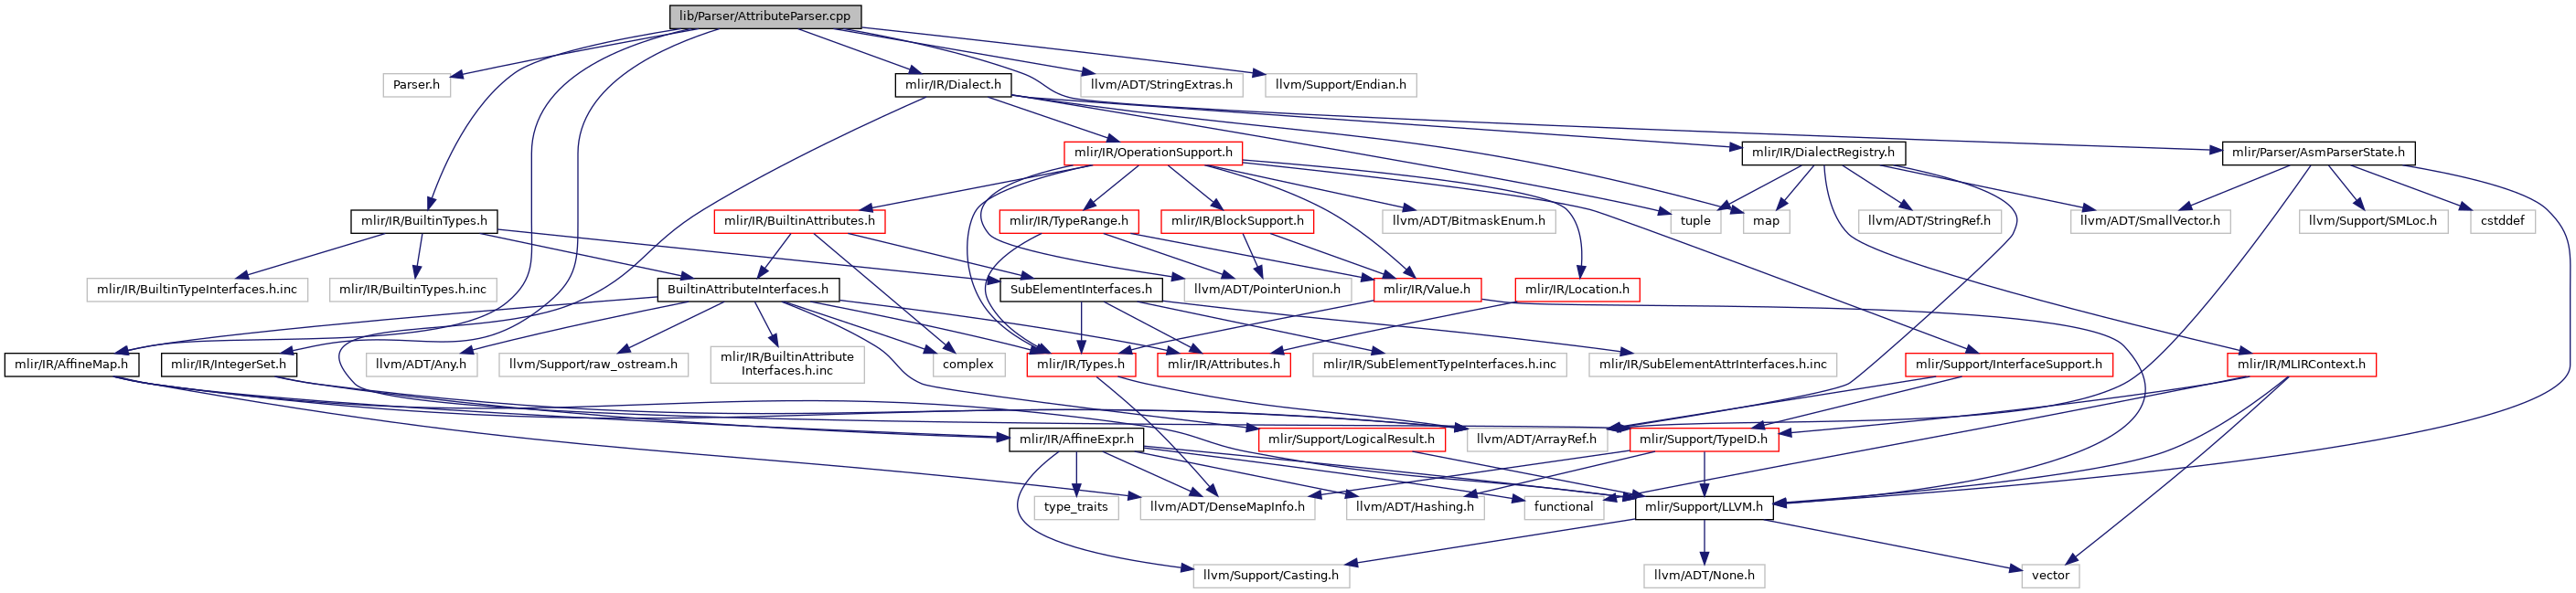 lib/Parser/AttributeParser.cpp
Parser.h
mlir/IR/Dialect.h
llvm/ADT/StringExtras.h
llvm/Support/Endian.h
mlir/IR/OperationSupport.h
mlir/IR/DialectRegistry.h
mlir/Parser/AsmParserState.h
mlir/IR/BuiltinTypes.h
mlir/IR/BuiltinAttributes.h
mlir/IR/TypeRange.h
mlir/IR/BlockSupport.h
llvm/ADT/BitmaskEnum.h
tuple
map
llvm/ADT/StringRef.h
llvm/ADT/SmallVector.h
llvm/Support/SMLoc.h
cstddef
mlir/IR/BuiltinTypeInterfaces.h.inc
mlir/IR/BuiltinTypes.h.inc
BuiltinAttributeInterfaces.h
SubElementInterfaces.h
llvm/ADT/PointerUnion.h
mlir/IR/Value.h
mlir/IR/Location.h
mlir/IR/AffineMap.h
mlir/IR/IntegerSet.h
llvm/ADT/Any.h
llvm/Support/raw_ostream.h
mlir/IR/BuiltinAttribute
Interfaces.h.inc
complex
mlir/IR/Types.h
mlir/IR/Attributes.h
mlir/IR/SubElementTypeInterfaces.h.inc
mlir/IR/SubElementAttrInterfaces.h.inc
mlir/Support/InterfaceSupport.h
mlir/IR/MLIRContext.h
mlir/IR/AffineExpr.h
mlir/Support/LogicalResult.h
llvm/ADT/ArrayRef.h
mlir/Support/TypeID.h
type_traits
llvm/ADT/DenseMapInfo.h
llvm/ADT/Hashing.h
functional
mlir/Support/LLVM.h
llvm/Support/Casting.h
llvm/ADT/None.h
vector